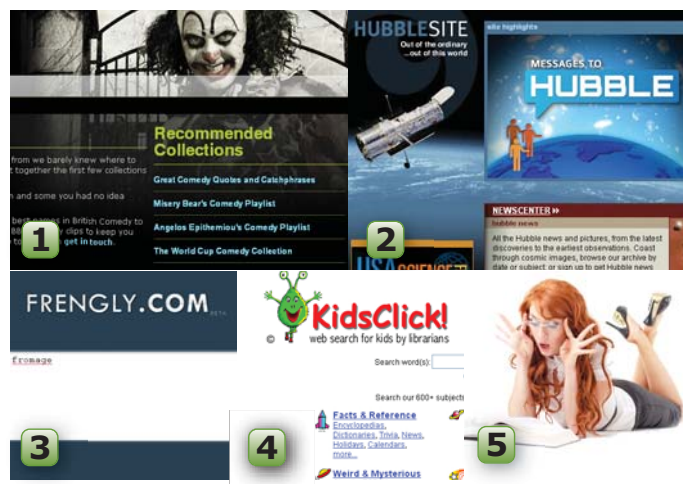 Recommended
Collections
from we barely knew where to
t together the first few collections
Great Comedy Quotes and Catchphrases
n and some you had no idea
Misery Bear's Comedy Playlist
best names in British Comedy to
clips to keep you
Angelos Epithemiou's Comedy Playlist
get in touch.
The World Cup Comedy Collection
1
HUBBLESITE
Out of the ordinary
...out of this world
site highlights
MESSAGES TO
HUBBLE
NEWSCENTER »
hubble news
All the Hubble news and pictures, from the latest
discoveries to the earliest observations. Coast
through cosmic images, browse our archive by
date or subject; or sign up to get Hubble news
USA SCIENCE
2
FRENGLY.COM
BETA
fromage
3
KidsClick!
©
web search for kids by librarians
Search word(s):
Search our 600+ subjects
Facts & Reference
Encyclopedias,
Dictionaries, Trivia, News,
Holidays, Calendars,
more...
Weird & Mysterious
4
5